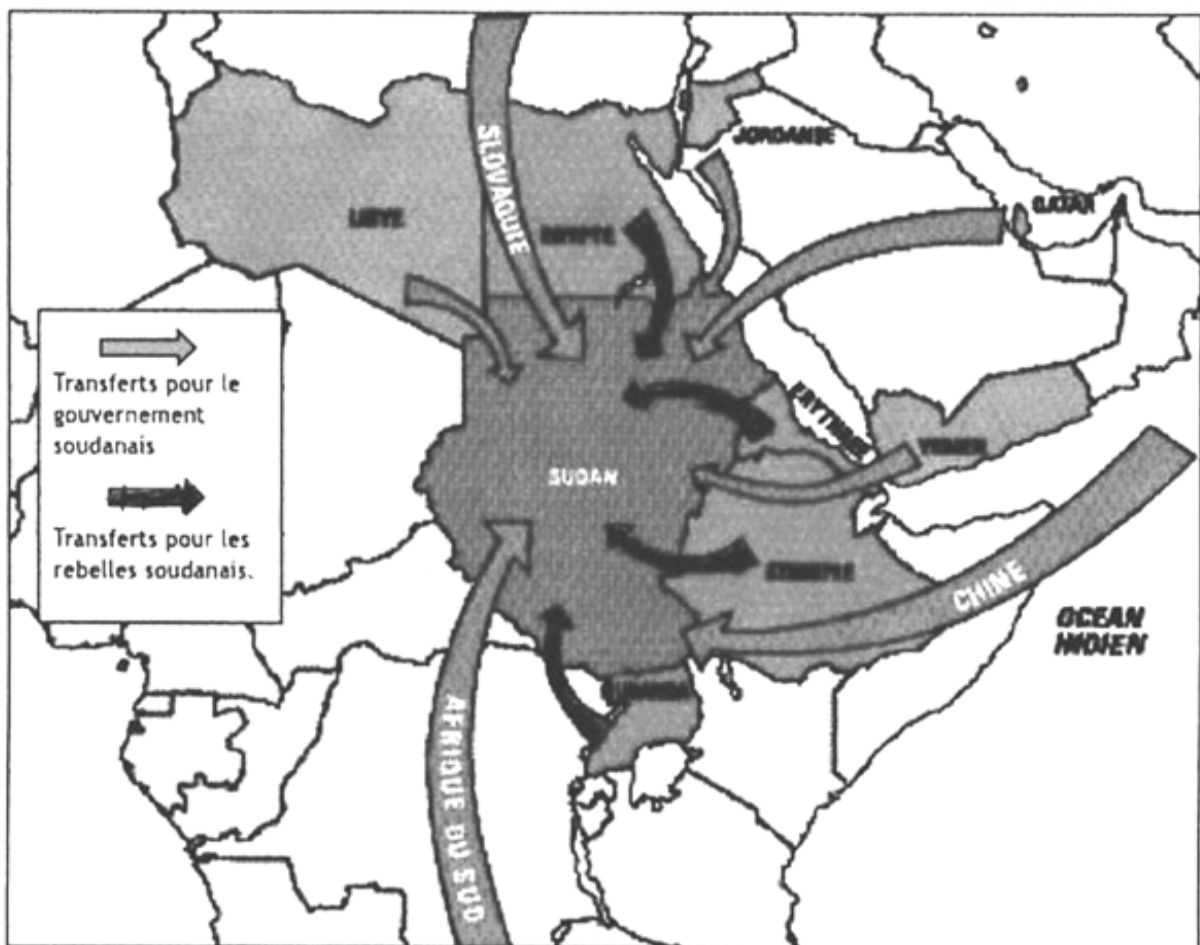 JORDANIE
SLOVAQUIE
QATAR
LIBYE
EGYPTE
Transferts pour le
gouvernement
soudanais
ERYTHREE
YEMEN
SUDAN
Transferts pour les
rebelles soudanais.
ETHIOPIE
CHINE
OCEAN
INDIEN
AFRIQUE DU SUD